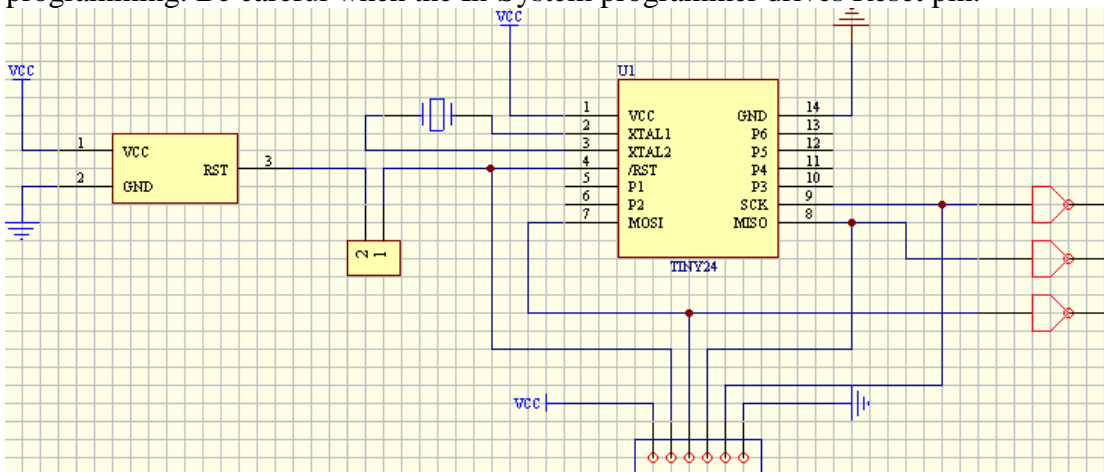 programming. Be careful when the In-System programmer drives Reset pin.
VCC
VCC
U1
1 VCC GND 14
2 XTAL1 P6 13
3 XTAL2 P5 12
4 /RST P4 11
5 P1 P3 10
6 P2 SCK 9
7 MOSI MISO 8
TINY24
1 VCC
RST 3
2 GND
2 1
VCC